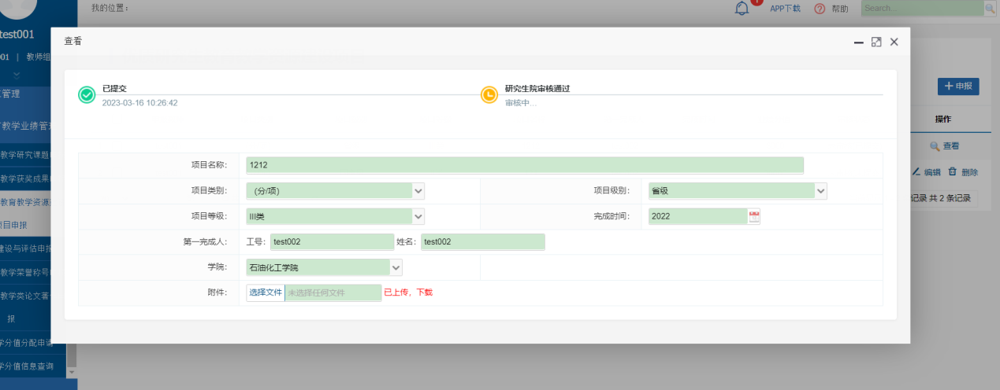 我的位置：
1
APP下载
帮助
Search...
test001
001 | 教师组
管理
教学业绩管
教学研究课题
教学获奖成果
教育教学资源
项目申报
建设与评估申报
教学荣誉称号
教学类论文著
报
学分值分配申请
学分值信息查询
查看
已提交
2023-03-16 10:26:42
研究生院审核通过
审核中...
项目名称： 1212
项目类别： (分/项) 项目级别： 省级
项目等级： III类 完成时间： 2022
第一完成人： 工号： test002 姓名： test002
学院： 石油化工学院
附件： 选择文件 未选择任何文件 已上传，下载
申报
操作
查看
编辑 删除
记录 共 2 条记录